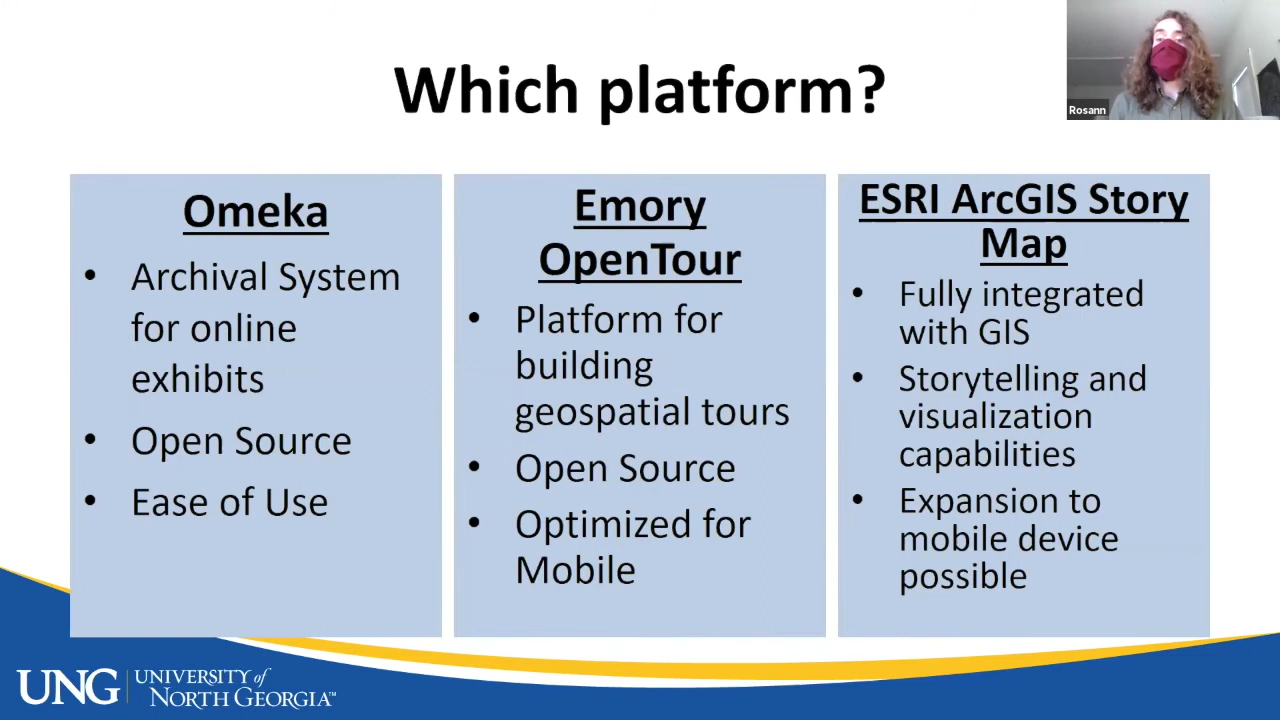 Which platform?
Rosann
Omeka
• Archival System
for online
exhibits
• Open Source
• Ease of Use
Emory
OpenTour
• Platform for
building
geospatial tours
• Open Source
• Optimized for
Mobile
ESRI ArcGIS Story
Map
• Fully integrated
with GIS
• Storytelling and
visualization
capabilities
• Expansion to
mobile device
possible
UNG
UNIVERSITY of
NORTH GEORGIA™